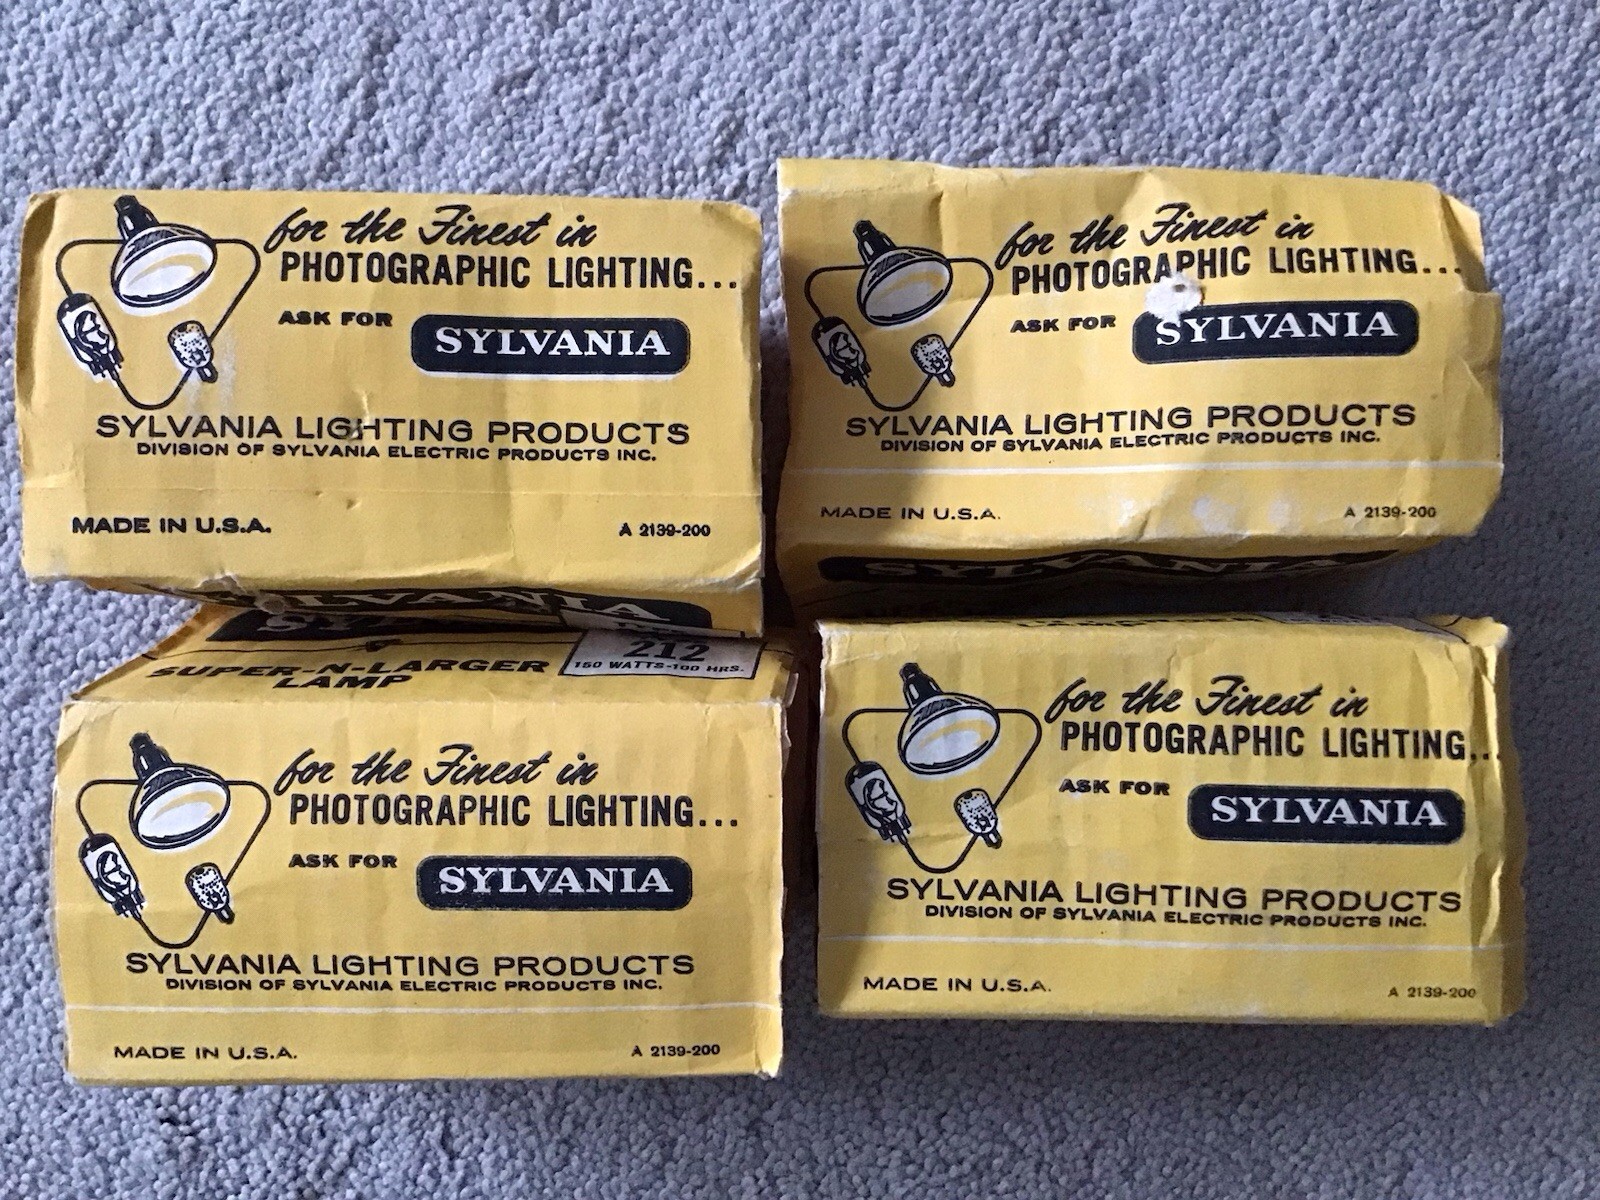 for the Finest in
PHOTOGRAPHIC LIGHTING...
ASK FOR
SYLVANIA
SYLVANIA LIGHTING PRODUCTS
DIVISION OF SYLVANIA ELECTRIC PRODUCTS INC.
MADE IN U.S.A.
A 2139-200
SYLVANIA
for the Finest in
PHOTOGRAPHIC LIGHTING...
ASK FOR
SYLVANIA
SYLVANIA LIGHTING PRODUCTS
DIVISION OF SYLVANIA ELECTRIC PRODUCTS INC.
MADE IN U.S.A.
A 2139-200
SYLVANIA
212
150 WATTS-100 HRS.
SUPER-N-LARGER
LAMP
for the Finest in
PHOTOGRAPHIC LIGHTING...
ASK FOR
SYLVANIA
SYLVANIA LIGHTING PRODUCTS
DIVISION OF SYLVANIA ELECTRIC PRODUCTS INC.
MADE IN U.S.A.
A 2139-200
for the Finest in
PHOTOGRAPHIC LIGHTING...
ASK FOR
SYLVANIA
SYLVANIA LIGHTING PRODUCTS
DIVISION OF SYLVANIA ELECTRIC PRODUCTS INC.
MADE IN U.S.A.
A 2139-200